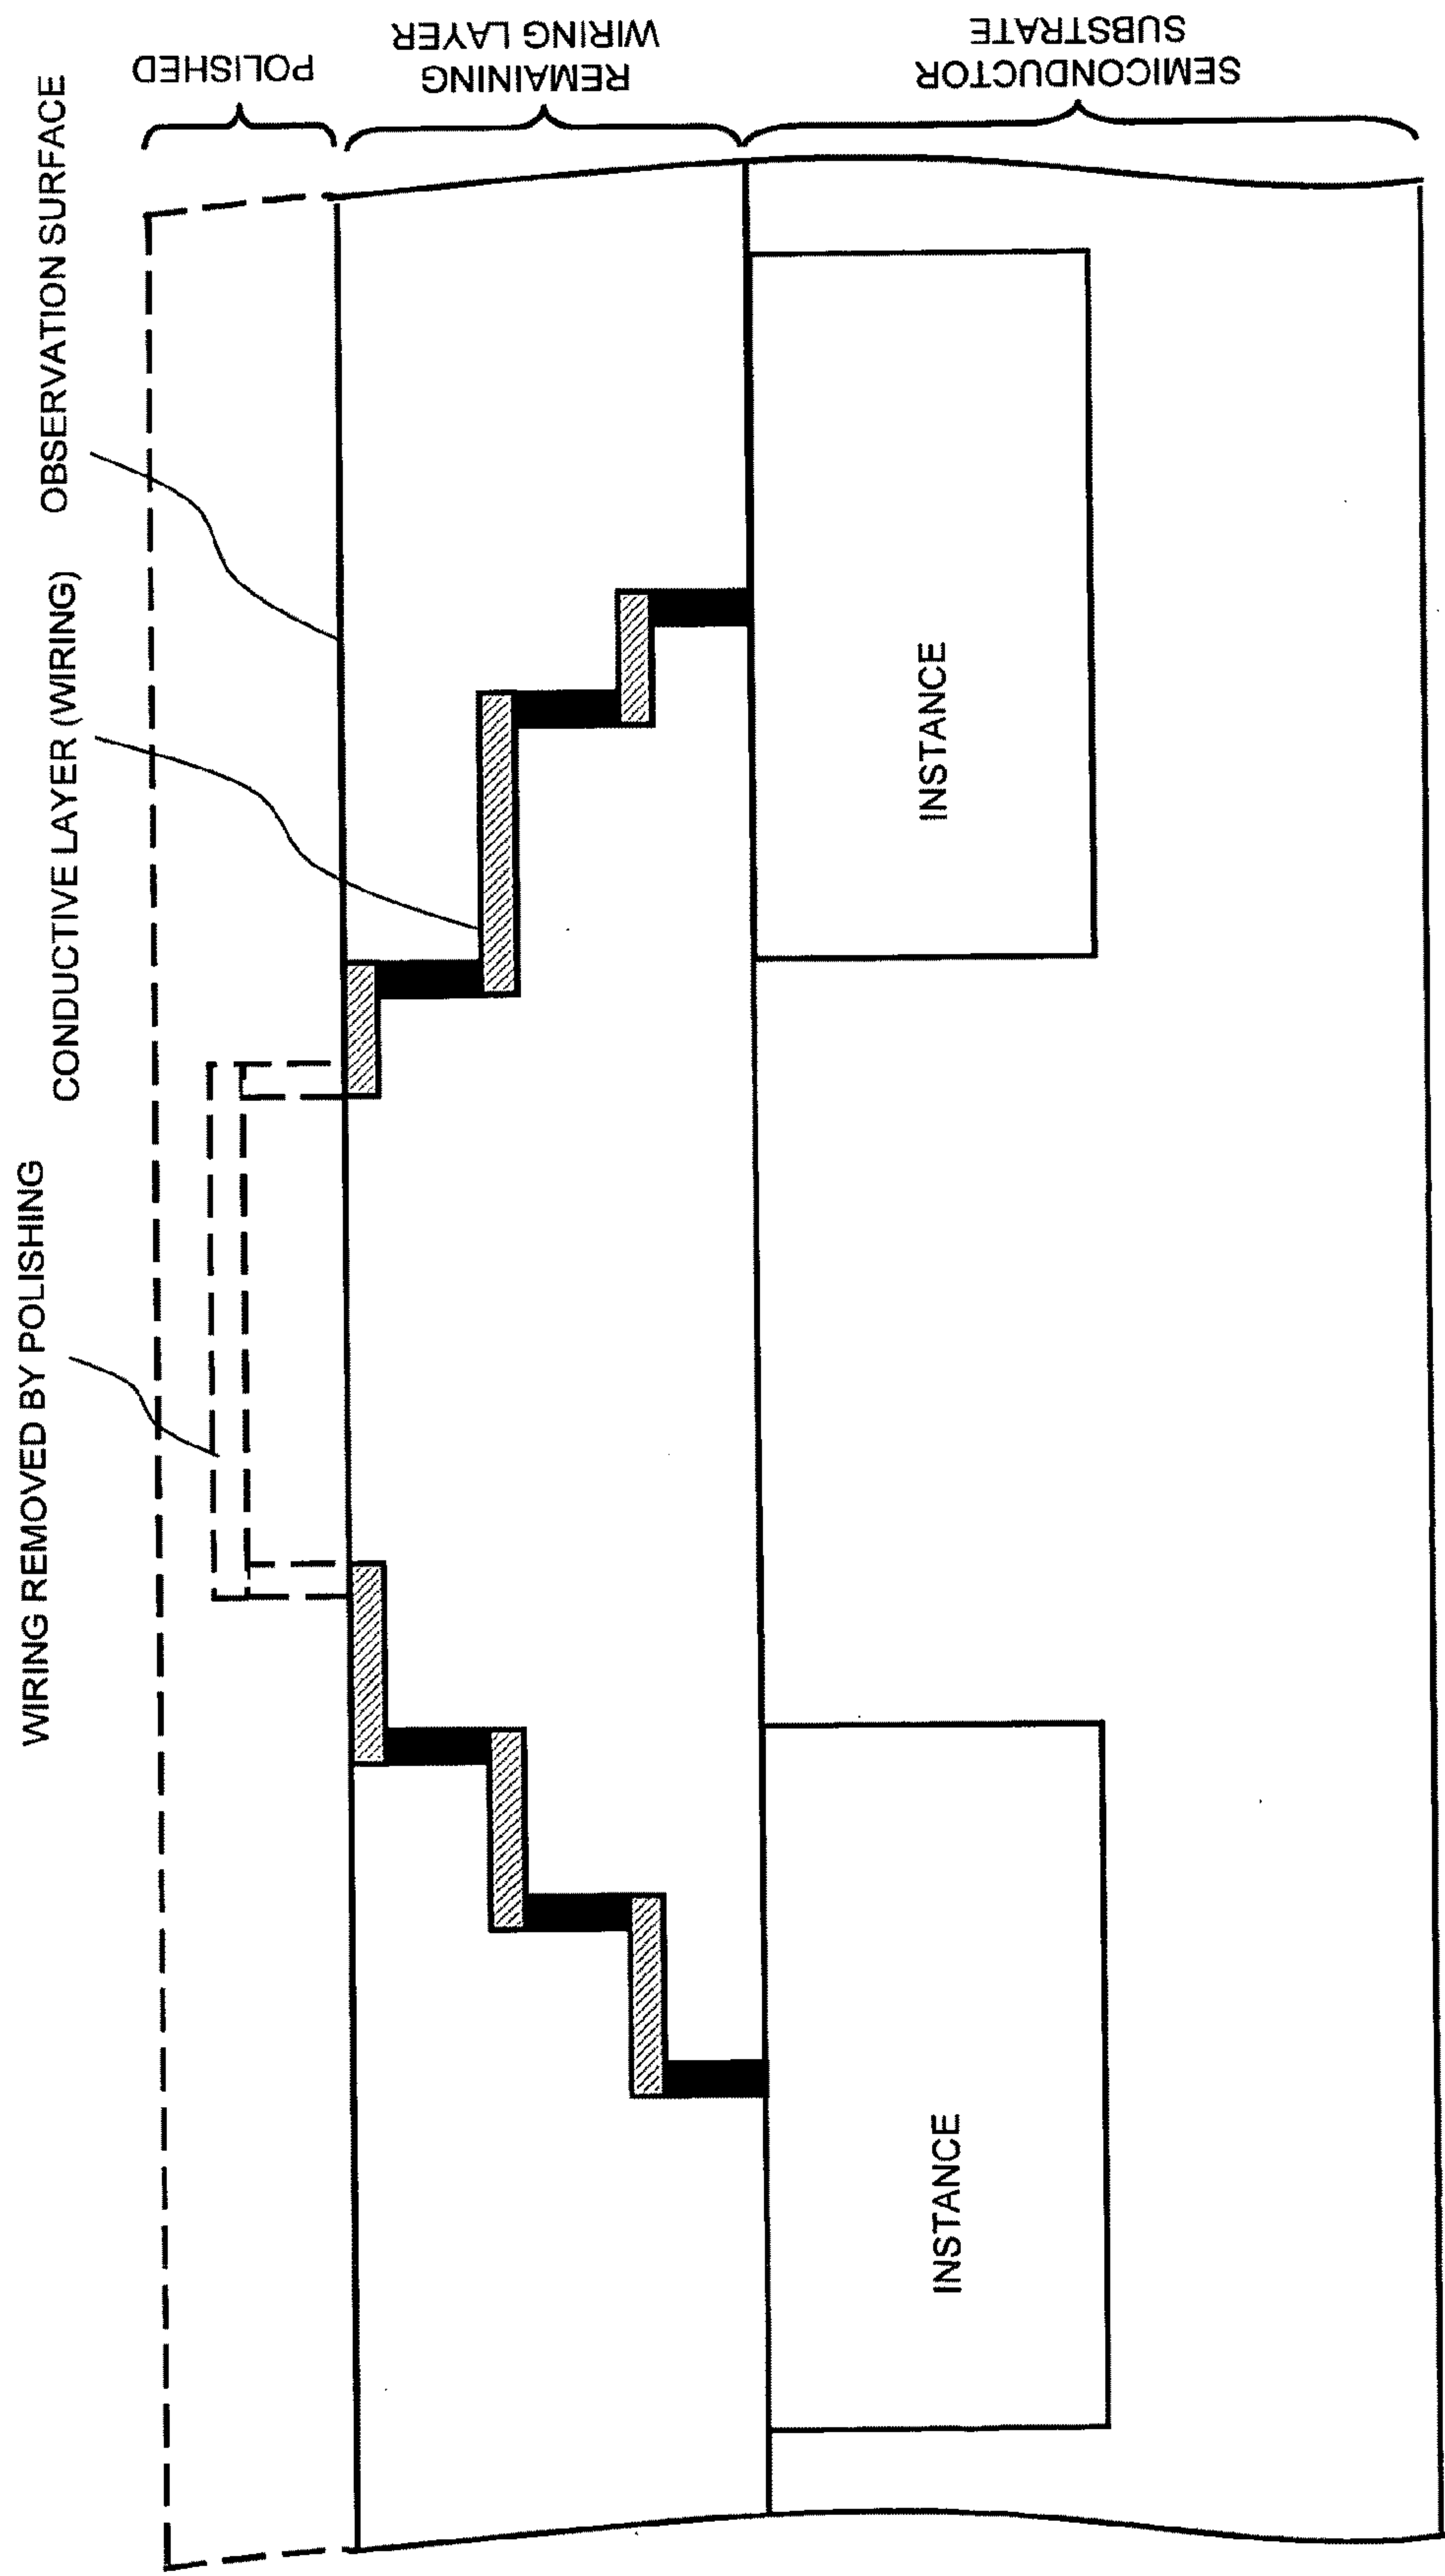 WIRING REMOVED BY POLISHING
CONDUCTIVE LAYER (WIRING)
OBSERVATION SURFACE
POLISHED
REMAINING
WIRING LAYER
SEMICONDUCTOR
SUBSTRATE
INSTANCE
INSTANCE